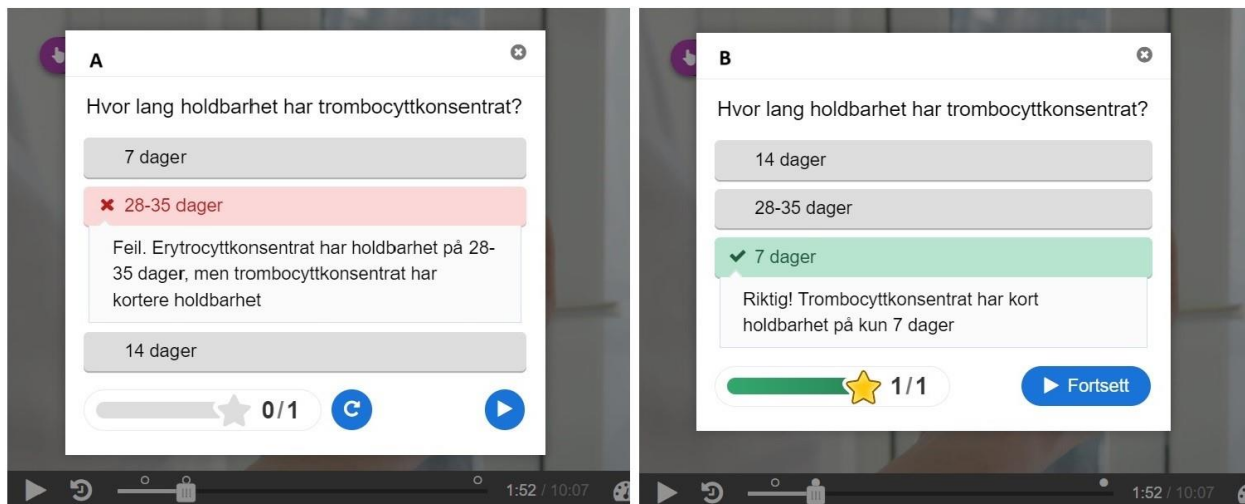 A
Hvor lang holdbarhet har trombocyttkonsentrat?
7 dager
28-35 dager
Feil. Erytrocyttkonsentrat har holdbarhet på 28-
35 dager, men trombocyttkonsentrat har
kortere holdbarhet
14 dager
0/1
1:52 / 10:07
B
Hvor lang holdbarhet har trombocyttkonsentrat?
14 dager
28-35 dager
7 dager
Riktig! Trombocyttkonsentrat har kort
holdbarhet på kun 7 dager
1/1
Fortsett
1:52 / 10:07